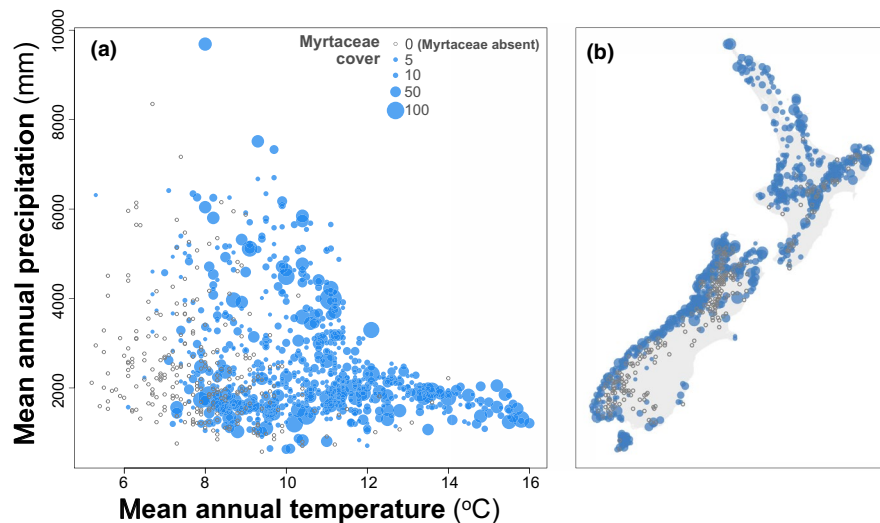 (a)
Myrtaceae
cover
0 (Myrtaceae absent)
5
10
50
100
Mean annual precipitation (mm)
10000
8000
6000
4000
2000
6 8 10 12 14 16
Mean annual temperature (ºC)
(b)